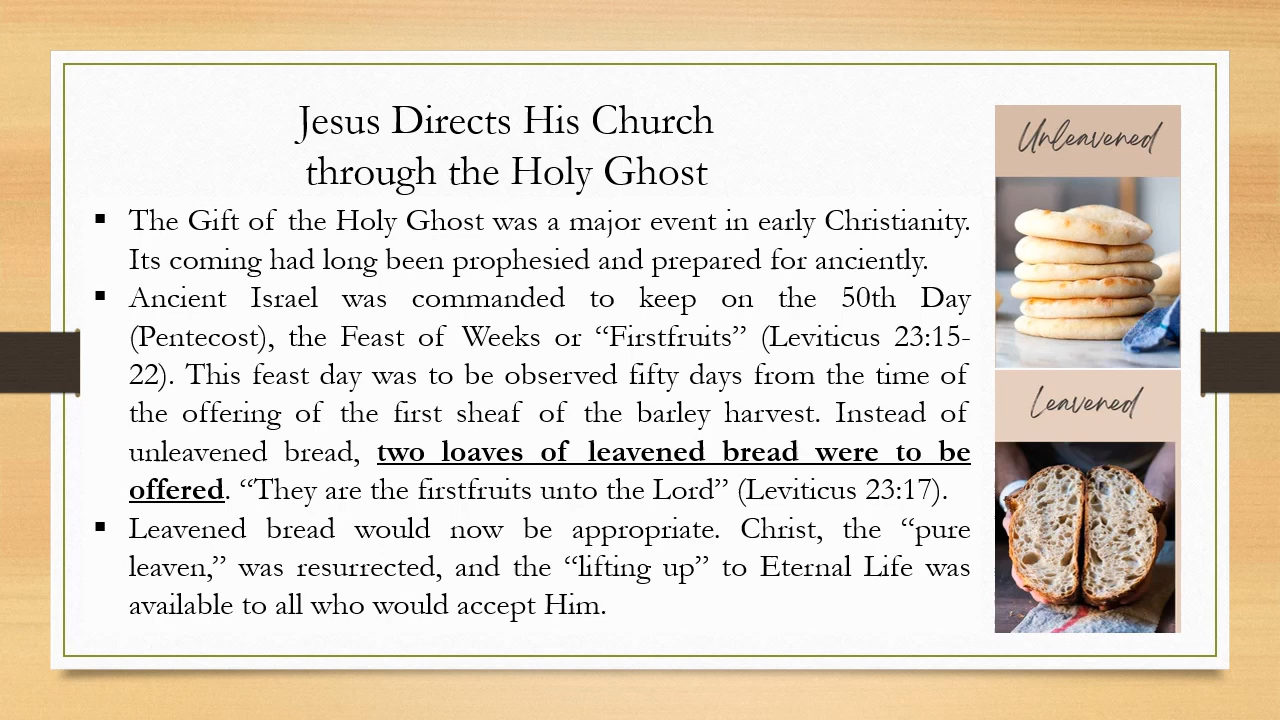 Jesus Directs His Church
through the Holy Ghost
▪ The Gift of the Holy Ghost was a major event in early Christianity.
Its coming had long been prophesied and prepared for anciently.
▪ Ancient Israel was commanded to keep on the 50th Day
(Pentecost), the Feast of Weeks or “Firstfruits” (Leviticus 23:15-
22). This feast day was to be observed fifty days from the time of
the offering of the first sheaf of the barley harvest. Instead of
unleavened bread, two loaves of leavened bread were to be
offered. “They are the firstfruits unto the Lord” (Leviticus 23:17).
▪ Leavened bread would now be appropriate. Christ, the “pure
leaven,” was resurrected, and the “lifting up” to Eternal Life was
available to all who would accept Him.
Unleavened
Leavened